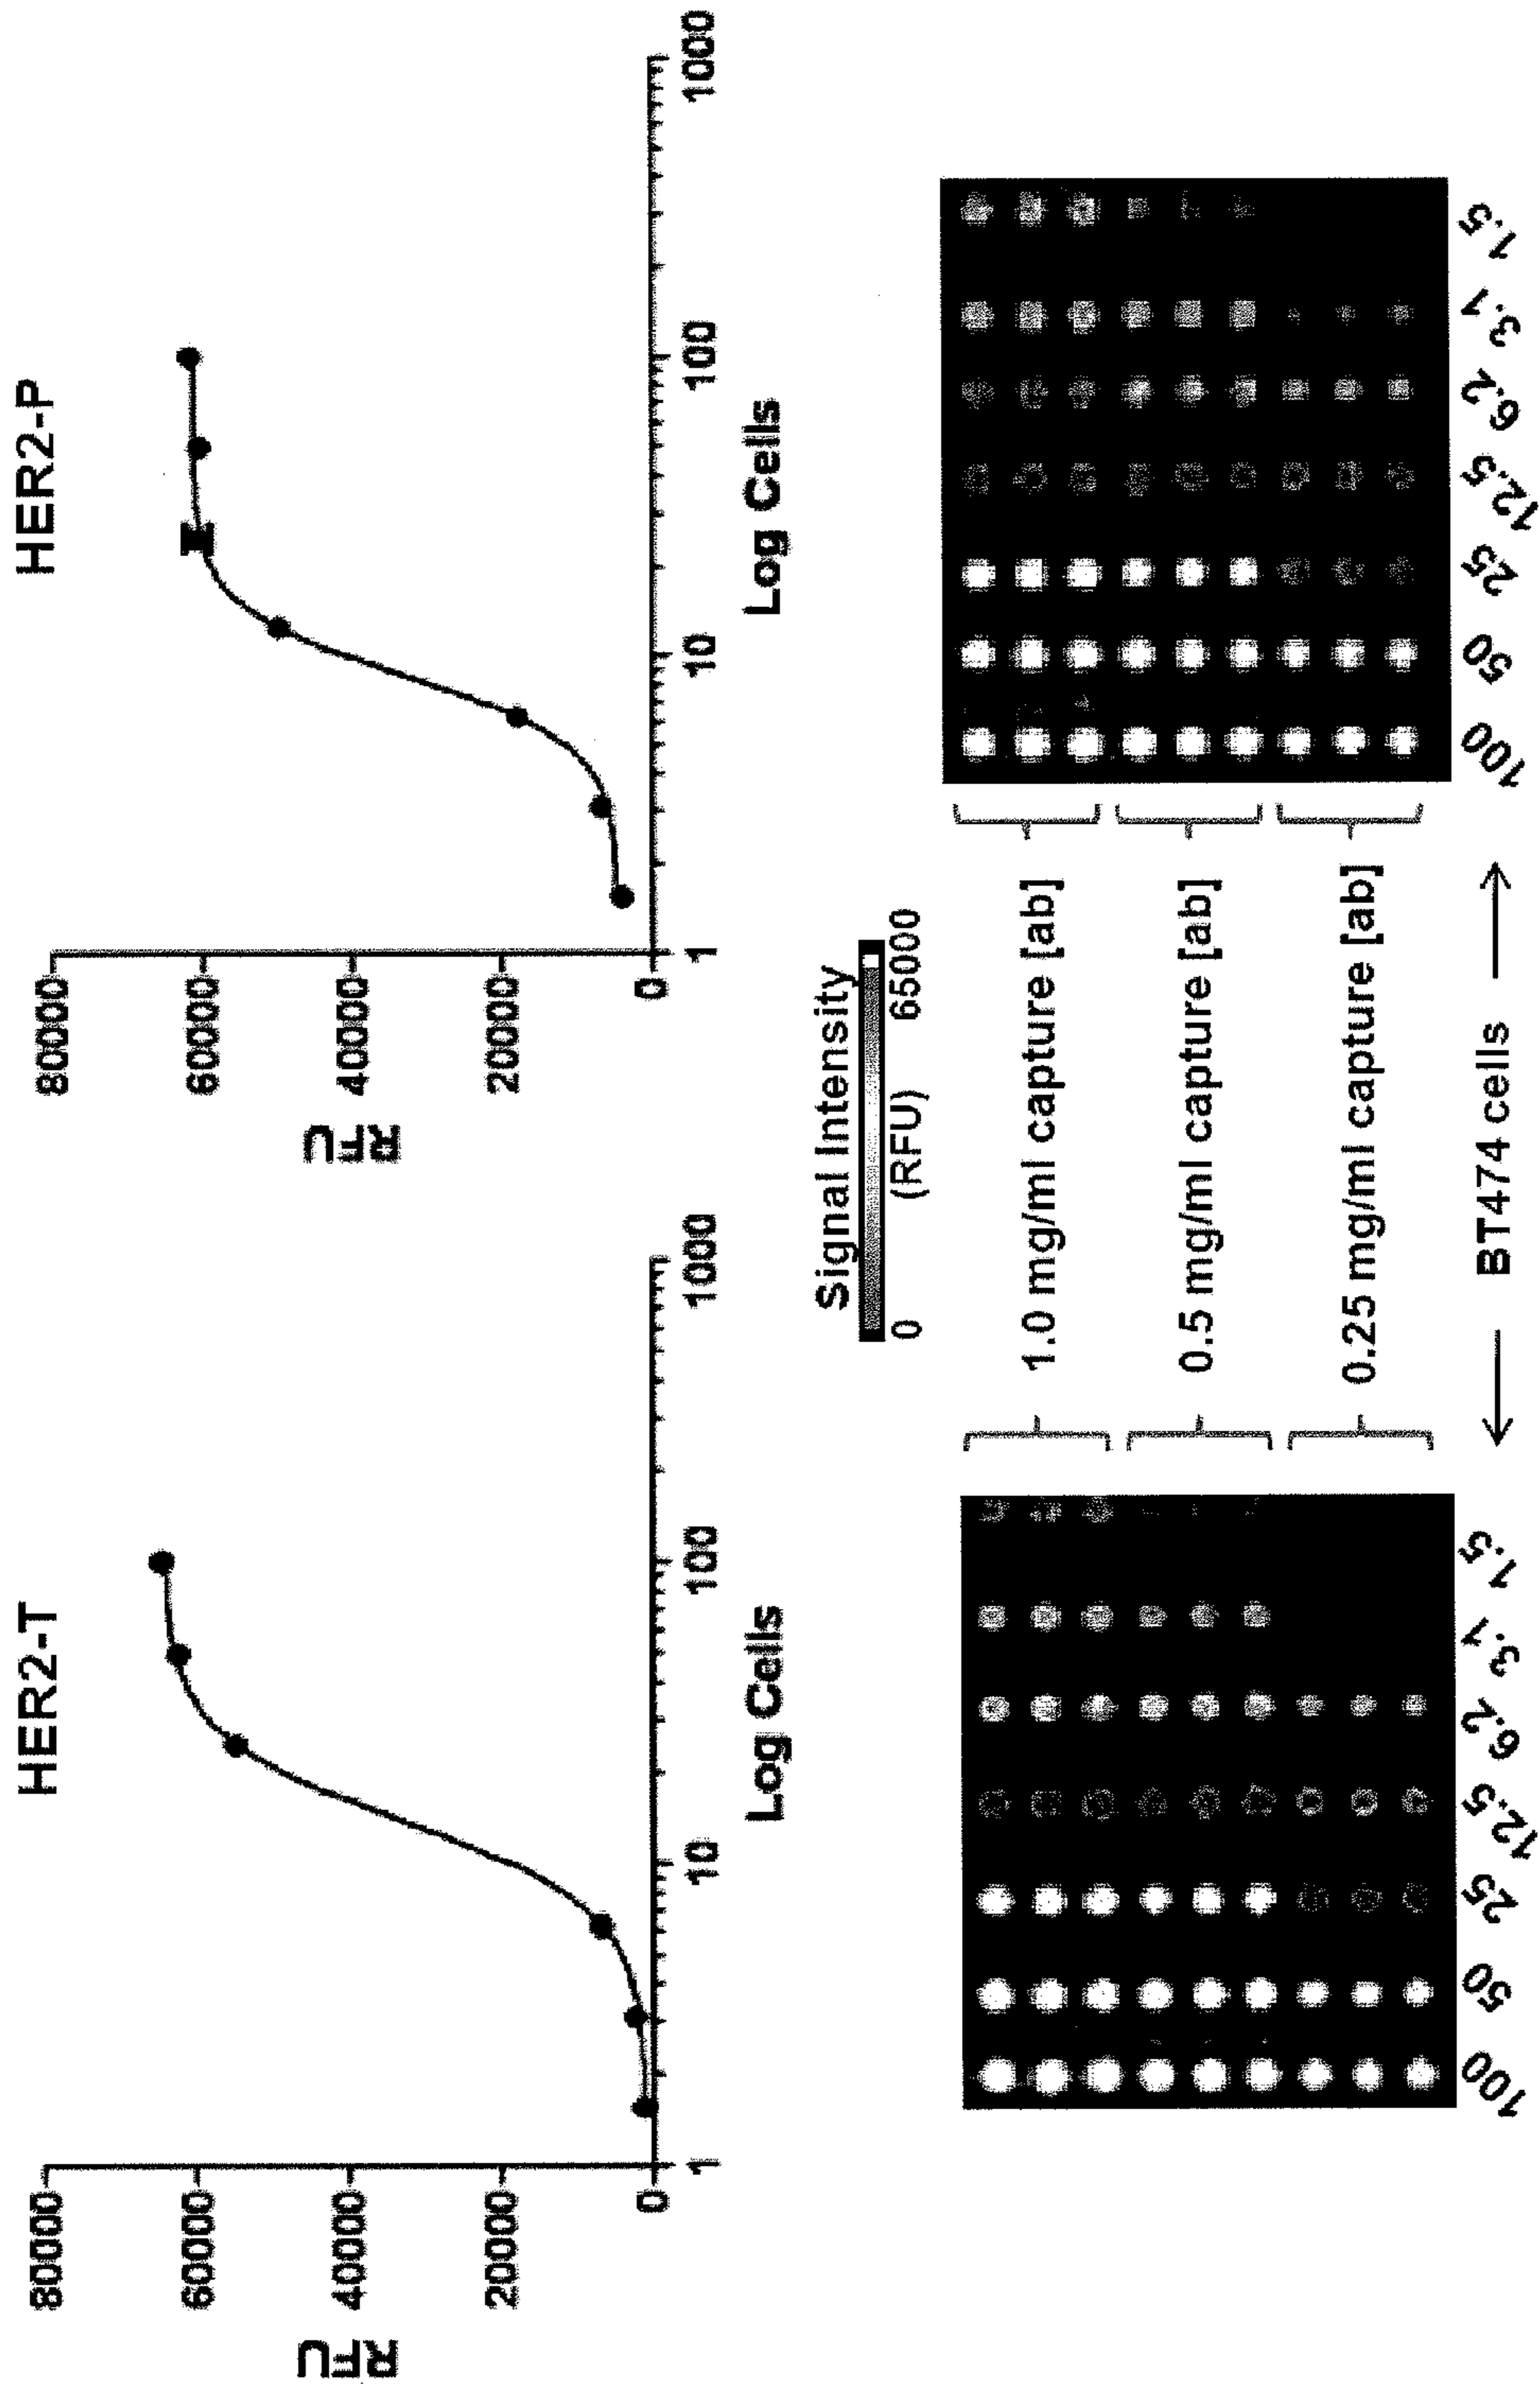 HER2-T
RFU
80000
60000
40000
20000
0
1
10
100
1000
Log Cells
HER2-P
RFU
80000
60000
40000
20000
0
1
10
100
1000
Log Cells
Signal Intensity
0 (RFU) 65000
1.0 mg/ml capture [ab]
0.5 mg/ml capture [ab]
0.25 mg/ml capture [ab]
100 50 25 12.5 6.2 3.1 1.5
← BT474 cells →
100 50 25 12.5 6.2 3.1 1.5